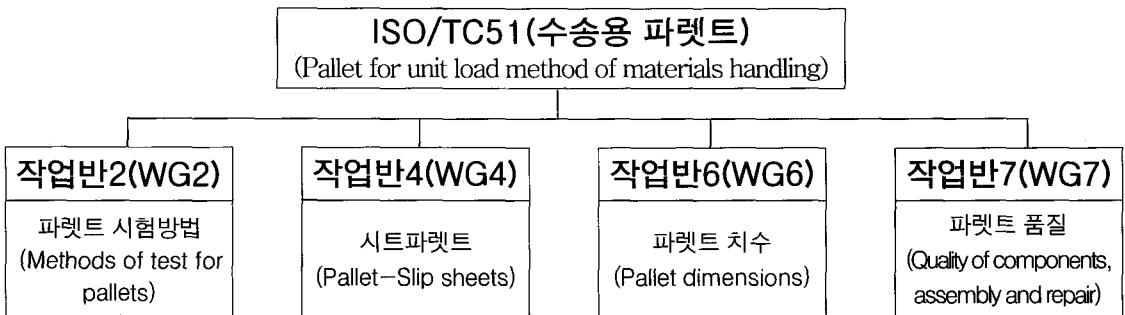 ISO/TC51(수송용 파렛트)
(Pallet for unit load method of materials handling)
작업반2(WG2)
파렛트 시험방법
(Methods of test for
pallets)
작업반4(WG4)
시트파렛트
(Pallet-Slip sheets)
작업반6(WG6)
파렛트 치수
(Pallet dimensions)
작업반7(WG7)
파렛트 품질
(Quality of components,
assembly and repair)